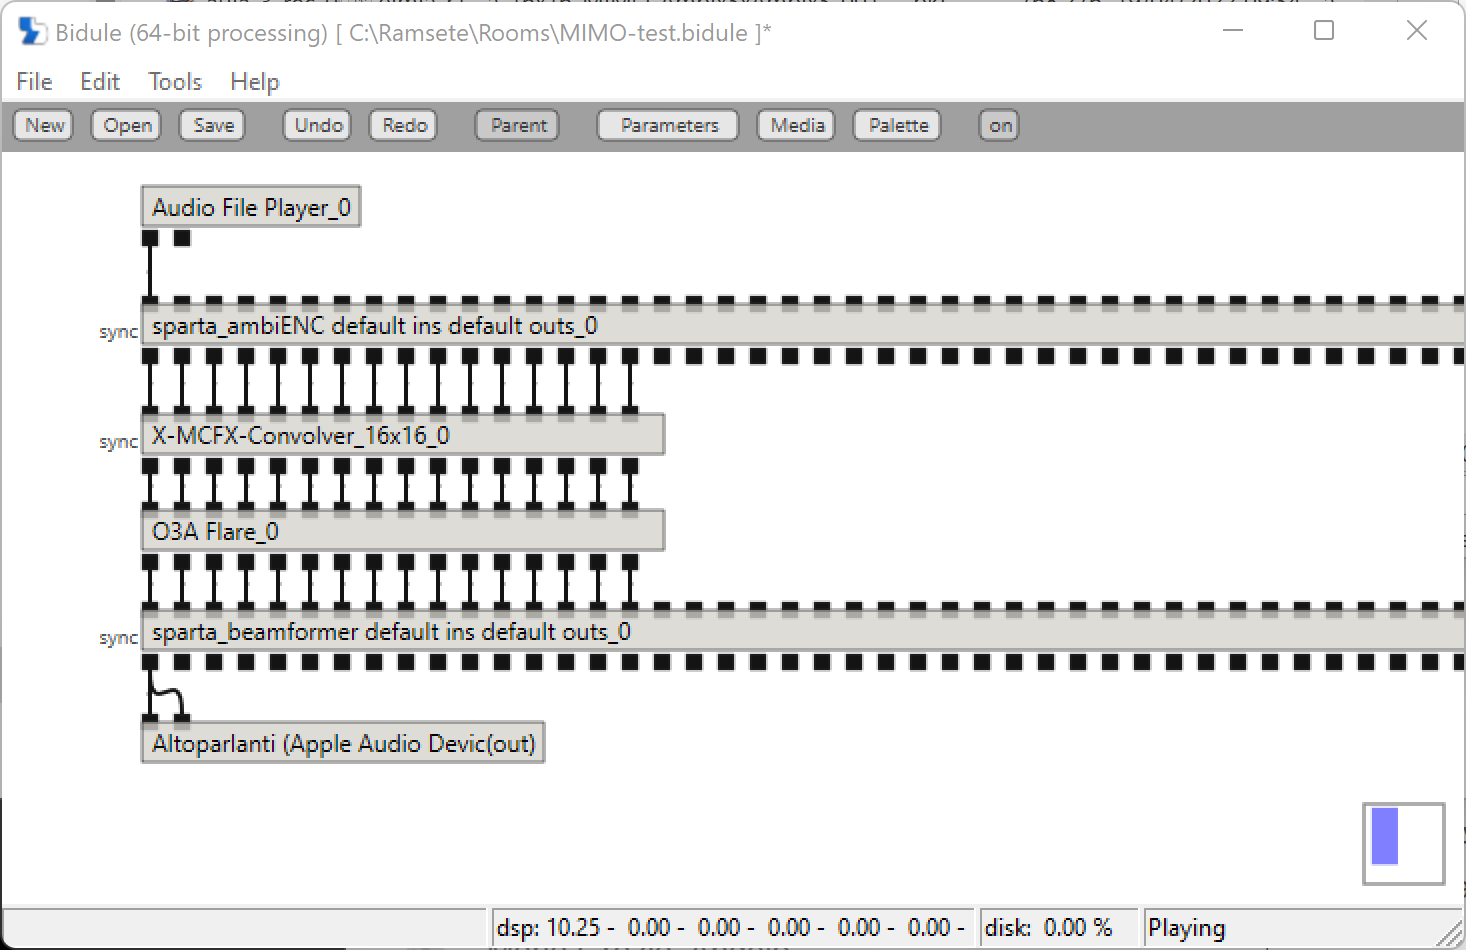 Bidule (64-bit processing) [ C:\Ramsete\Rooms\MIMO-test.bidule ]*
File Edit Tools Help
New Open Save Undo Redo Parent Parameters Media Palette on
Audio File Player_0
sync sparta_ambiENC default ins default outs_0
sync X-MCFX-Convolver_16x16_0
O3A Flare_0
sync sparta_beamformer default ins default outs_0
Altoparlanti (Apple Audio Devic(out)
dsp: 10.25 - 0.00 - 0.00 - 0.00 - 0.00 - 0.00 - disk: 0.00 % Playing